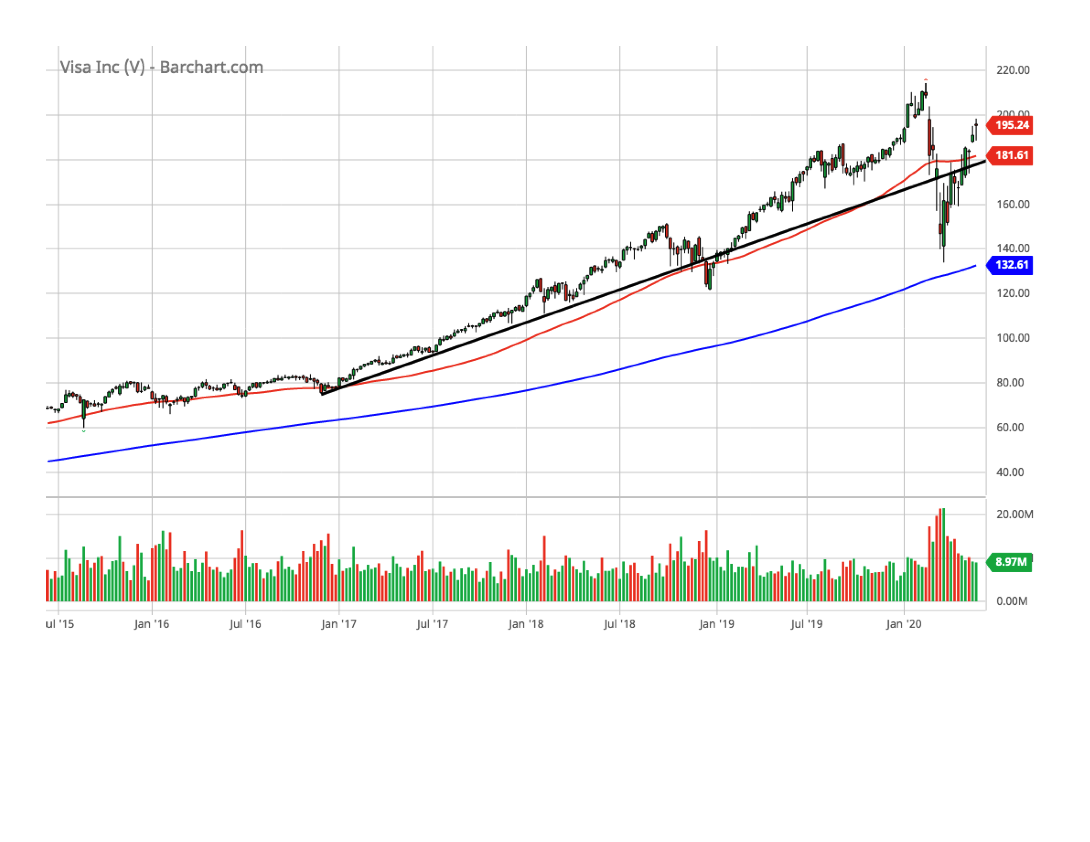 Visa Inc (V) - Barchart.com
220.00
200.00
195.24
181.61
160.00
140.00
132.61
120.00
100.00
80.00
60.00
40.00
20.00M
8.97M
0.00M
ul '15 Jan '16 Jul '16 Jan '17 Jul '17 Jan '18 Jul '18 Jan '19 Jul '19 Jan '20